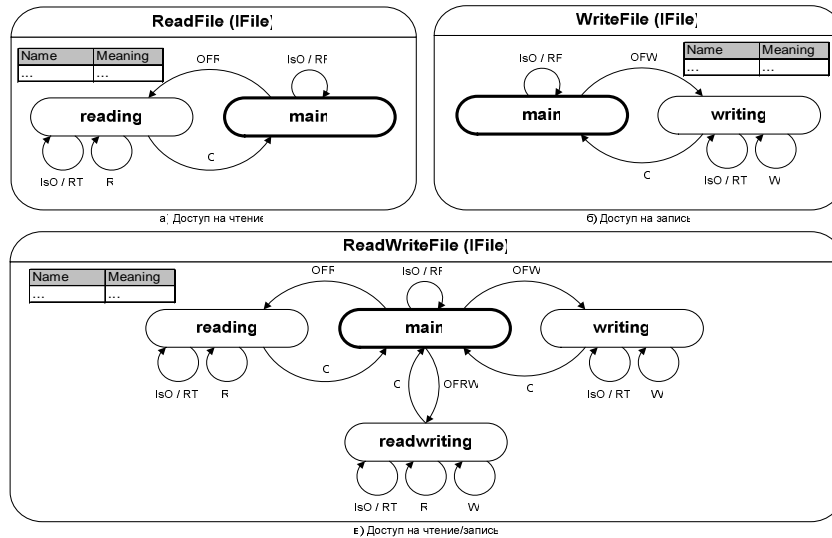 ReadFile (IFile)
Name Meaning
... ...
OFR
IsO / RF
reading
main
IsO / RT
R
C
а) Доступ на чтение
WriteFile (IFile)
IsO / RF
OFW
Name Meaning
... ...
main
writing
C
IsO / RT
W
б) Доступ на запись
ReadWriteFile (IFile)
Name Meaning
... ...
OFR
IsO / RF
OFW
reading
main
writing
IsO / RT
R
C
C
OFRW
C
IsO / RT
W
readwriting
IsO / RT
R
W
в) Доступ на чтение/запись